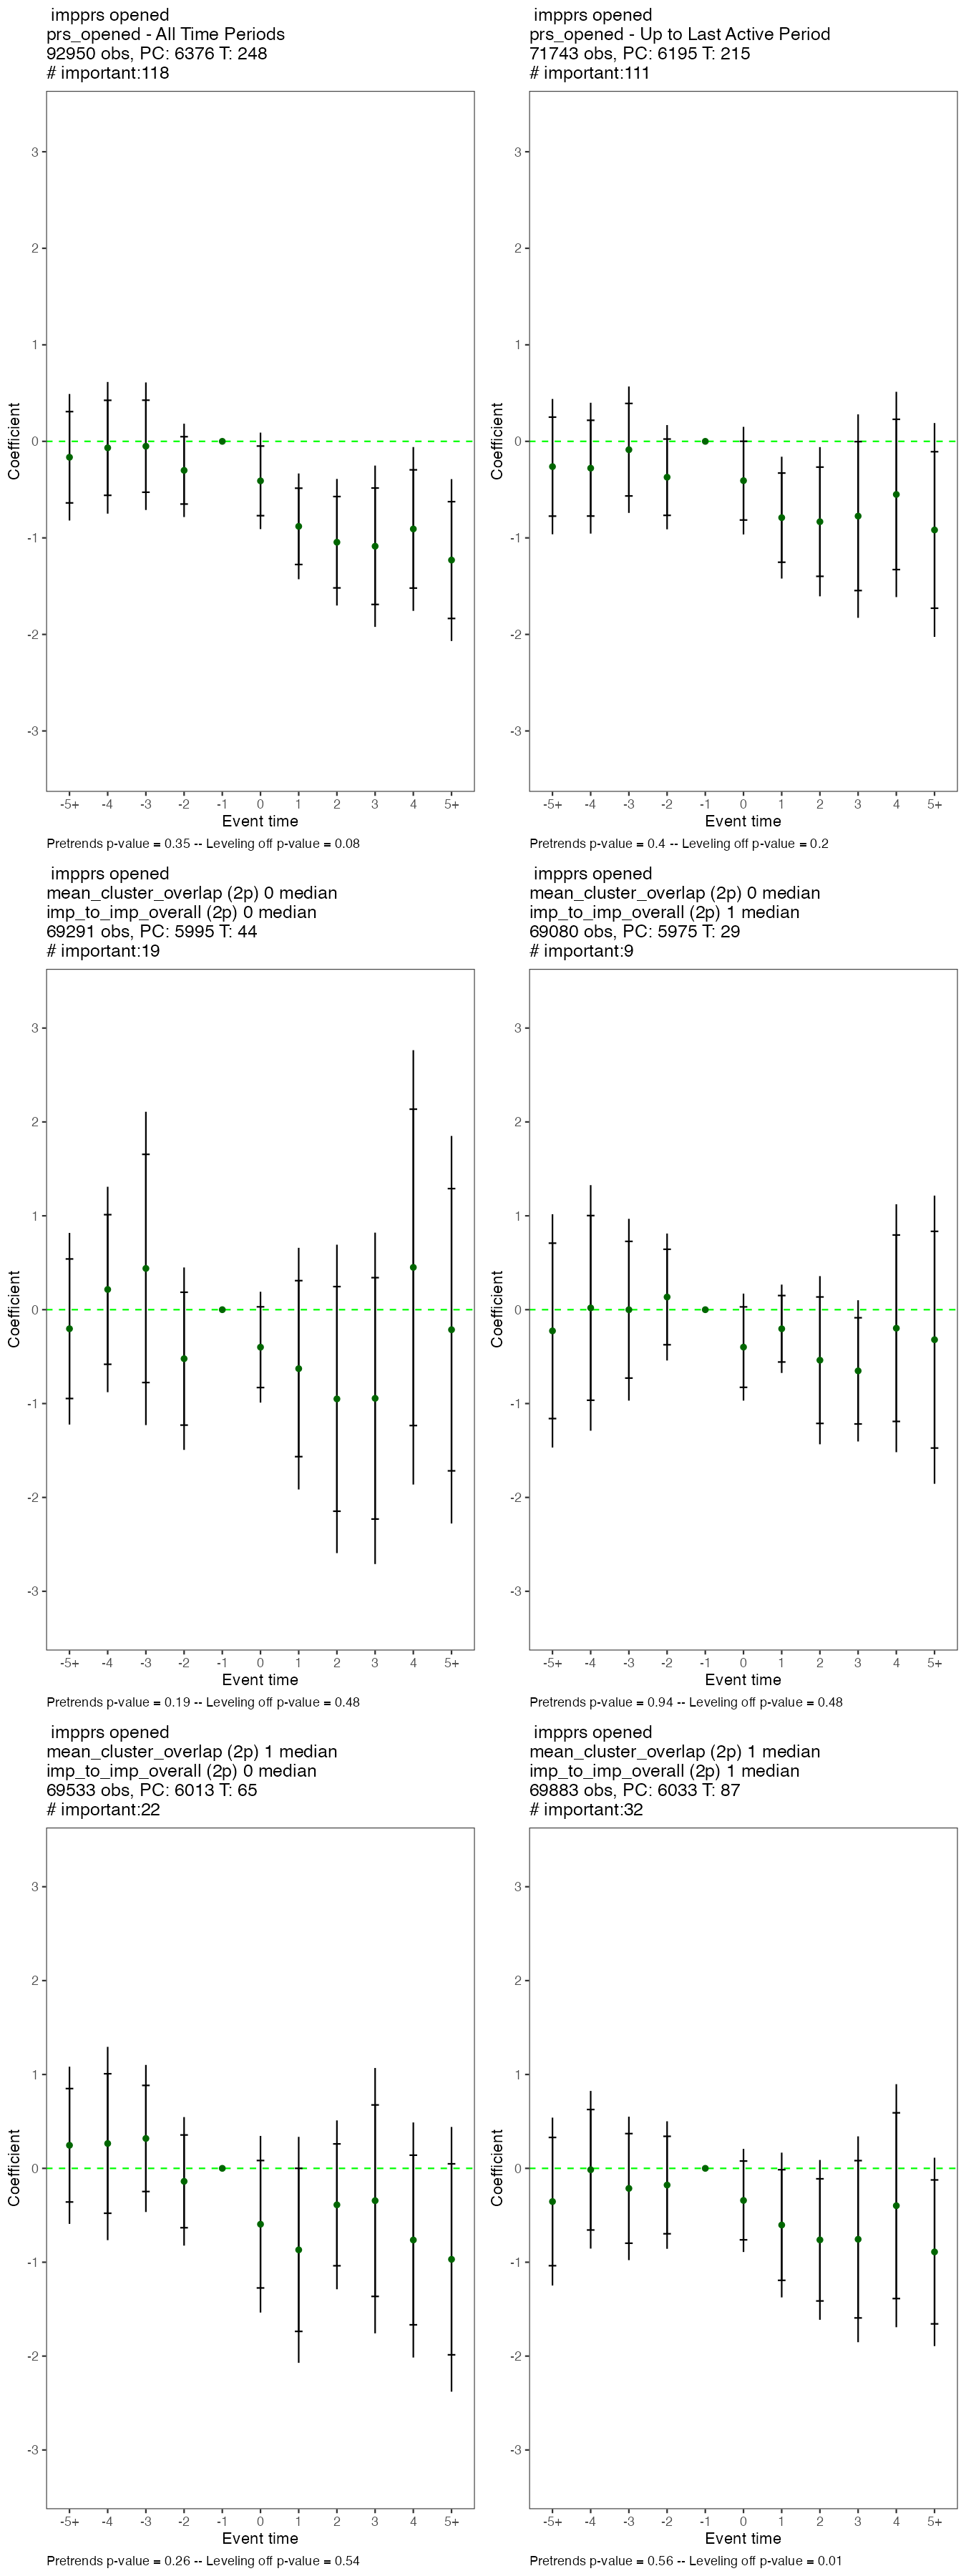 impprs opened
prs_opened - All Time Periods
92950 obs, PC: 6376 T: 248
# important:118
3
2
1
0
-1
-2
-3
Coefficient
-5+ -4 -3 -2 -1 0 1 2 3 4 5+
Event time
Pretrends p-value = 0.35 -- Leveling off p-value = 0.08
impprs opened
prs_opened - Up to Last Active Period
71743 obs, PC: 6195 T: 215
# important:111
3
2
1
0
-1
-2
-3
Coefficient
-5+ -4 -3 -2 -1 0 1 2 3 4 5+
Event time
Pretrends p-value = 0.4 -- Leveling off p-value = 0.2
impprs opened
mean_cluster_overlap (2p) 0 median
imp_to_imp_overall (2p) 0 median
69291 obs, PC: 5995 T: 44
# important:19
3
2
1
0
-1
-2
-3
Coefficient
-5+ -4 -3 -2 -1 0 1 2 3 4 5+
Event time
Pretrends p-value = 0.19 -- Leveling off p-value = 0.48
impprs opened
mean_cluster_overlap (2p) 0 median
imp_to_imp_overall (2p) 1 median
69080 obs, PC: 5975 T: 29
# important:9
3
2
1
0
-1
-2
-3
Coefficient
-5+ -4 -3 -2 -1 0 1 2 3 4 5+
Event time
Pretrends p-value = 0.94 -- Leveling off p-value = 0.48
impprs opened
mean_cluster_overlap (2p) 1 median
imp_to_imp_overall (2p) 0 median
69533 obs, PC: 6013 T: 65
# important:22
3
2
1
0
-1
-2
-3
Coefficient
-5+ -4 -3 -2 -1 0 1 2 3 4 5+
Event time
Pretrends p-value = 0.26 -- Leveling off p-value = 0.54
impprs opened
mean_cluster_overlap (2p) 1 median
imp_to_imp_overall (2p) 1 median
69883 obs, PC: 6033 T: 87
# important:32
3
2
1
0
-1
-2
-3
Coefficient
-5+ -4 -3 -2 -1 0 1 2 3 4 5+
Event time
Pretrends p-value = 0.56 -- Leveling off p-value = 0.01